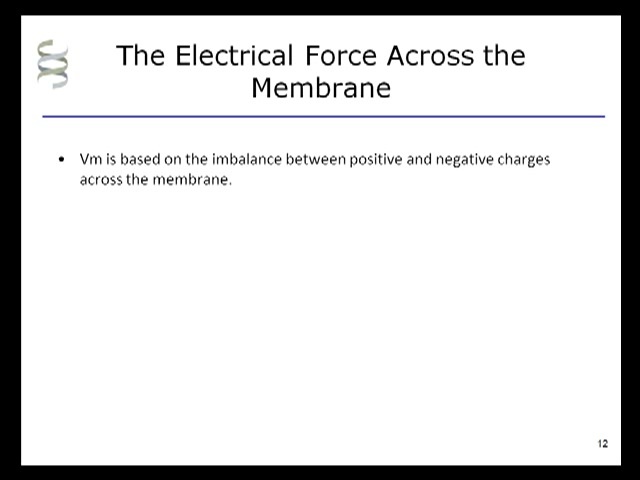 The Electrical Force Across the
Membrane
• Vm is based on the imbalance between positive and negative charges
across the membrane.
12